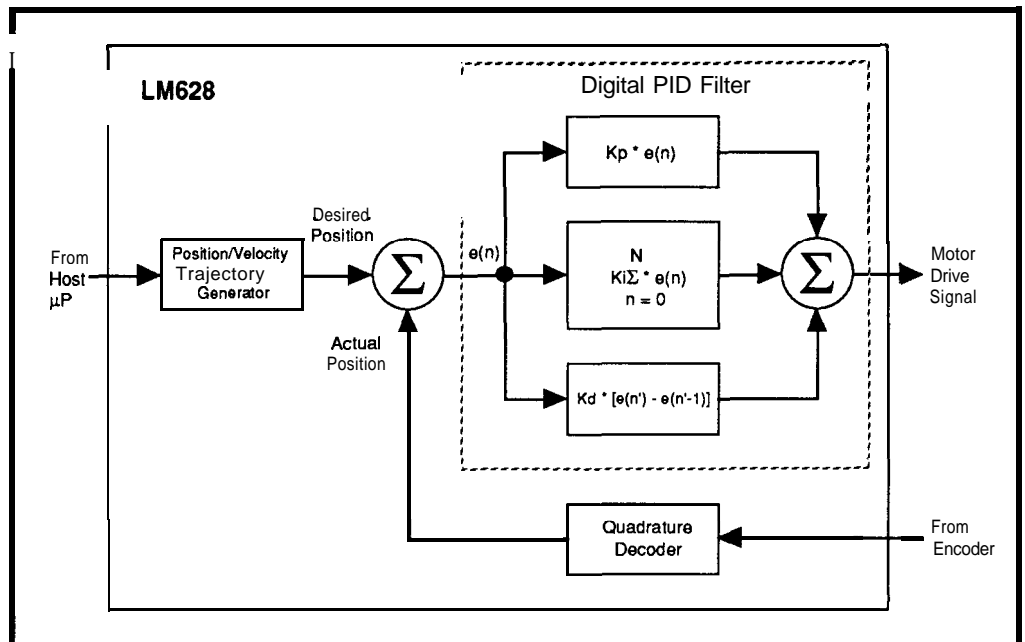 LM628
Digital PID Filter
Kp * e(n)
Desired
Position
e(n)
From
Host
µP
Position/Velocity
Trajectory
Generator
Σ
N
KiΣ * e(n)
n = 0
Σ
Motor
Drive
Signal
Actual
Position
Kd * [e(n') - e(n'-1)]
Quadrature
Decoder
From
Encoder